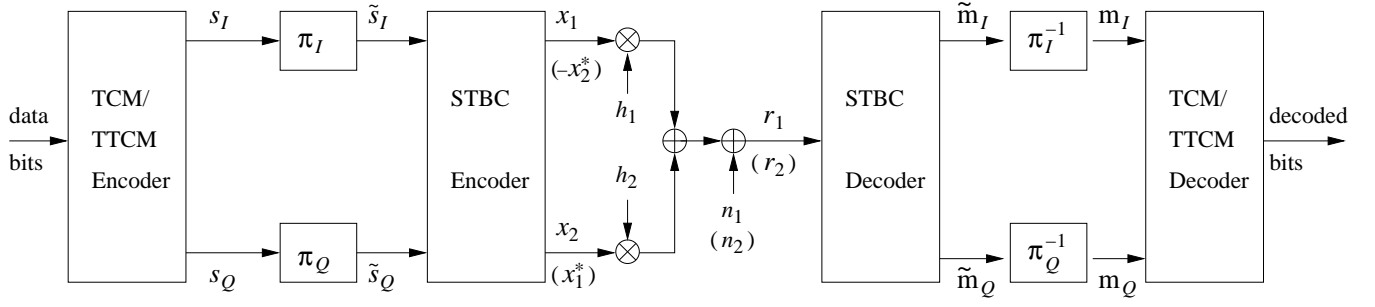 data
bits
TCM/
TTCM
Encoder
s_I
s_Q
π_I
π_Q
s̃_I
s̃_Q
STBC
Encoder
x_1
(–x_2^*)
x_2
(x_1^*)
h_1
h_2
n_1
(n_2)
r_1
(r_2)
STBC
Decoder
m̃_I
m̃_Q
π_I^{-1}
π_Q^{-1}
m_I
m_Q
TCM/
TTCM
Decoder
decoded
bits